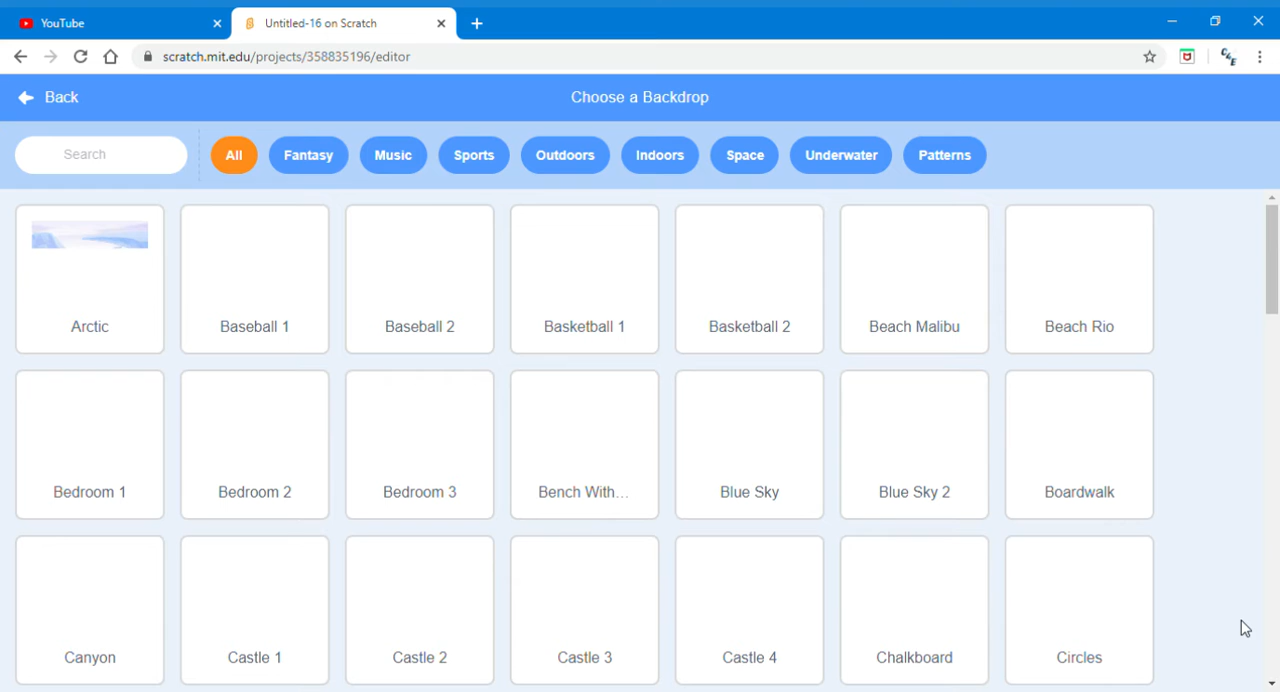 YouTube
Untitled-16 on Scratch
scratch.mit.edu/projects/358835196/editor
Back
Choose a Backdrop
Search
All
Fantasy
Music
Sports
Outdoors
Indoors
Space
Underwater
Patterns
Arctic
Baseball 1
Baseball 2
Basketball 1
Basketball 2
Beach Malibu
Beach Rio
Bedroom 1
Bedroom 2
Bedroom 3
Bench With...
Blue Sky
Blue Sky 2
Boardwalk
Canyon
Castle 1
Castle 2
Castle 3
Castle 4
Chalkboard
Circles